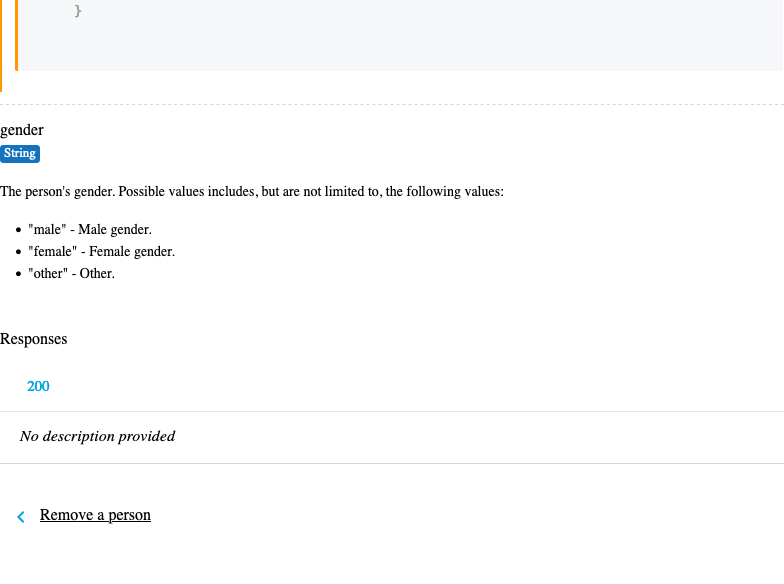 }
gender
String
The person's gender. Possible values includes, but are not limited to, the following values:
• "male" - Male gender.
• "female" - Female gender.
• "other" - Other.
Responses
200
No description provided
Remove a person